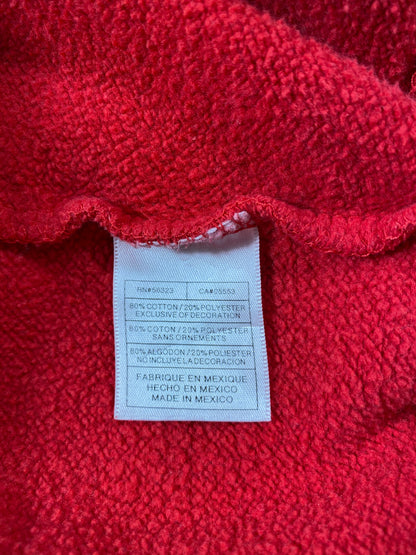 RN#56323 CA#05553
80% COTTON/20% POLYESTER
EXCLUSIVE OF DECORATION
80% COTON/20% POLYESTER
SANS ORNEMENTS
80% ALGODON/20% POLIESTER
NO INCLUYE LA DECORACION
FABRIQUE EN MEXIQUE
HECHO EN MEXICO
MADE IN MEXICO